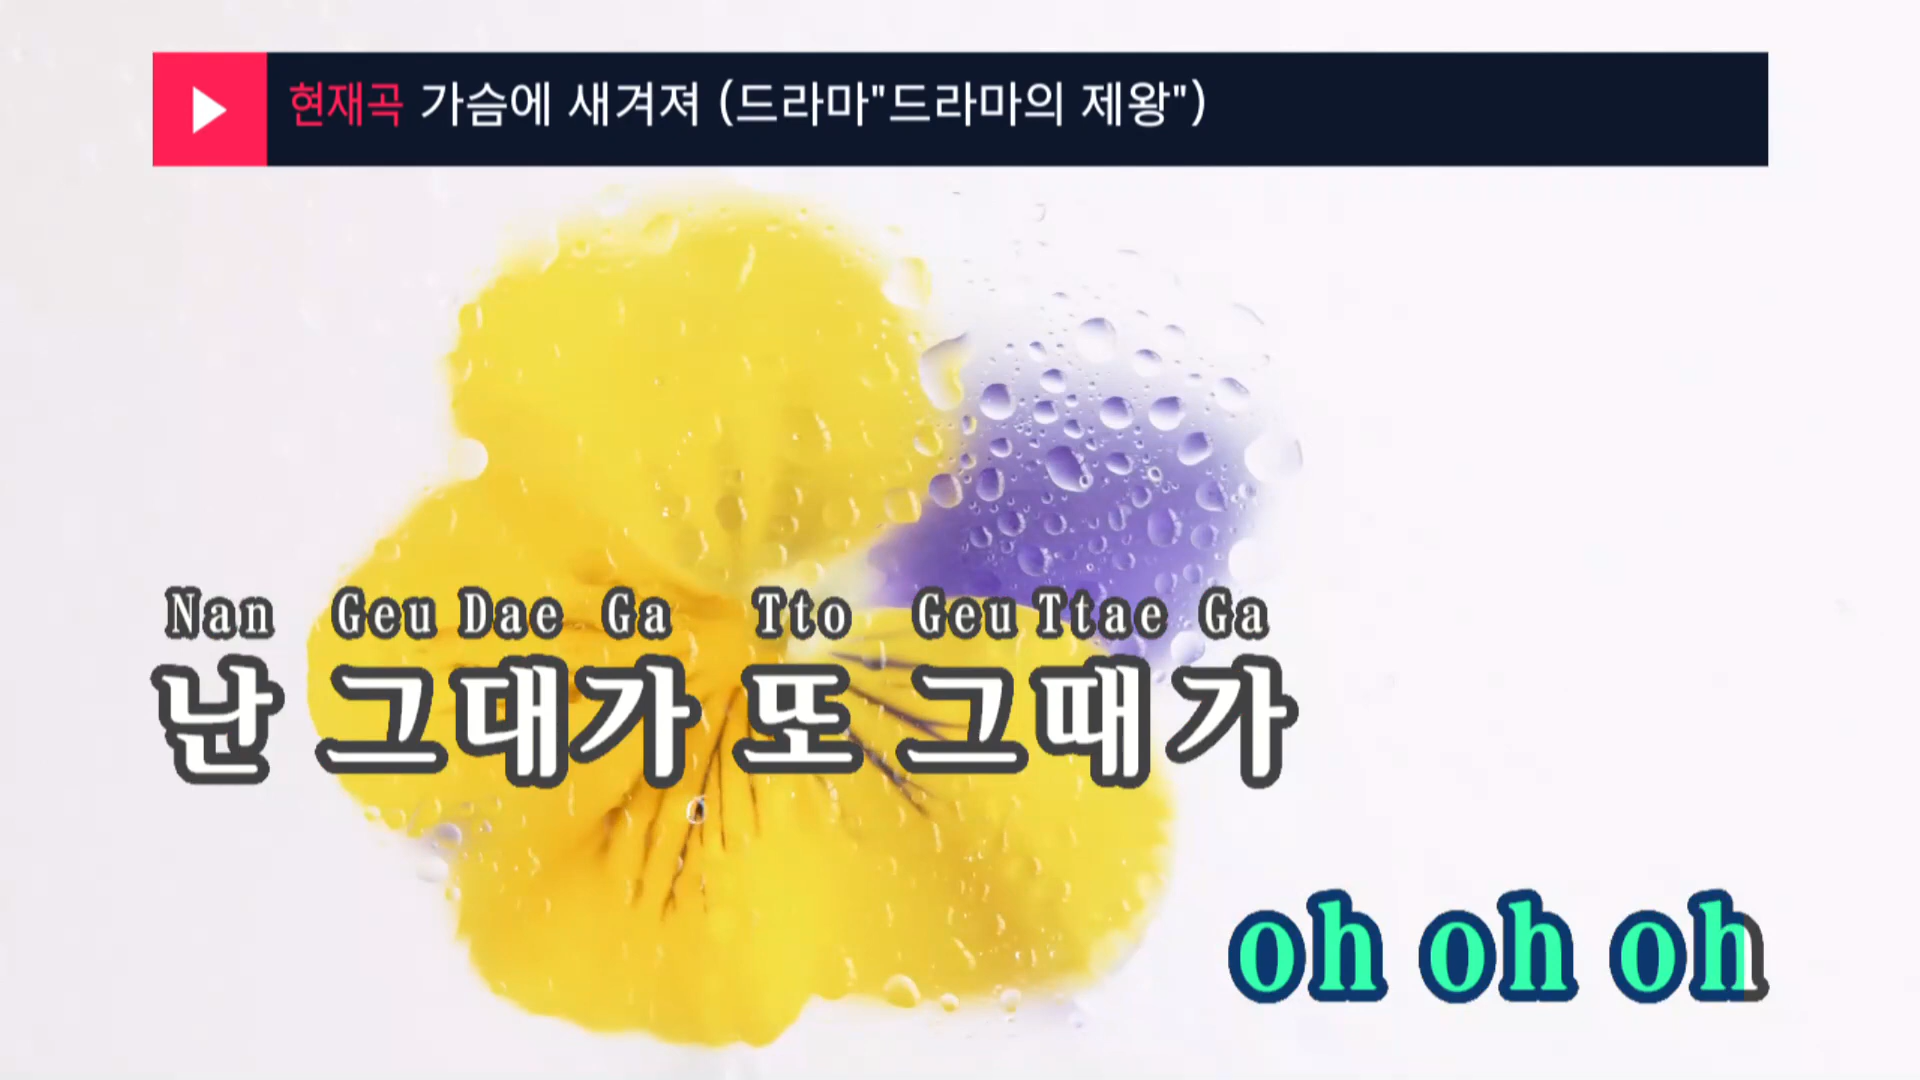 현재곡 가슴에 새겨져 (드라마"드라마의 제왕")
Nan Geu Dae Ga Tto Geu Ttae Ga
난 그대가 또 그때가
oh oh oh